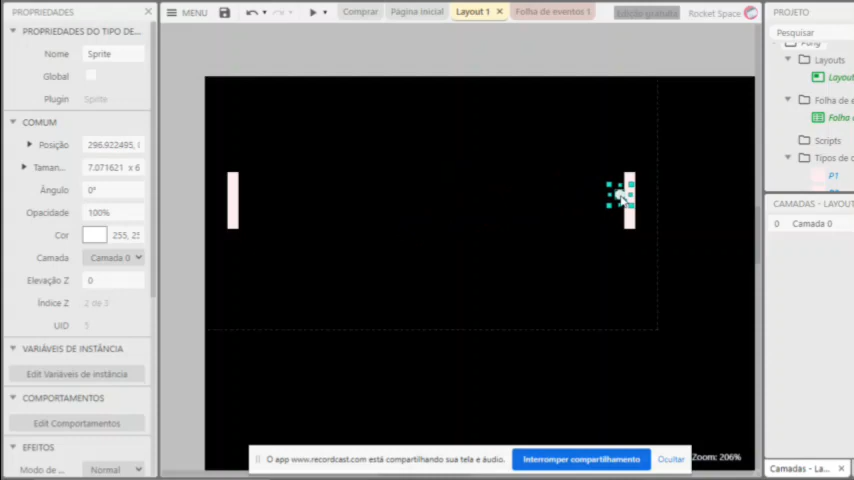 PROPRIEDADES
MENU
Comprar
Página Inicial
Layout 1
Folha de eventos 1
Edição gratuita
Rocket Space
PROJETO
PROPRIEDADES DO TIPO DE...
Nome Sprite
Global
Plugin Sprite
COMUM
Posição 296.922495, (
Taman... 7.071621 x 6
Ângulo 0°
Opacidade 100%
Cor 255, 25
Camada Camada 0
Elevação Z 0
Índice Z 2 de 3
UID 5
VARIÁVEIS DE INSTÂNCIA
Edit Variáveis de instância
COMPORTAMENTOS
Edit Comportamentos
EFEITOS
Modo de ... Normal
Pesquisar
Pong
Layouts
Layout
Folha de e
Folha
Scripts
Tipos de o
P1
CAMADAS - LAYOUT
0 Camada 0
O app www.recordcast.com está compartilhando sua tela e áudio.
Interromper compartilhamento
Ocultar
Zoom: 206%
Camadas - La...